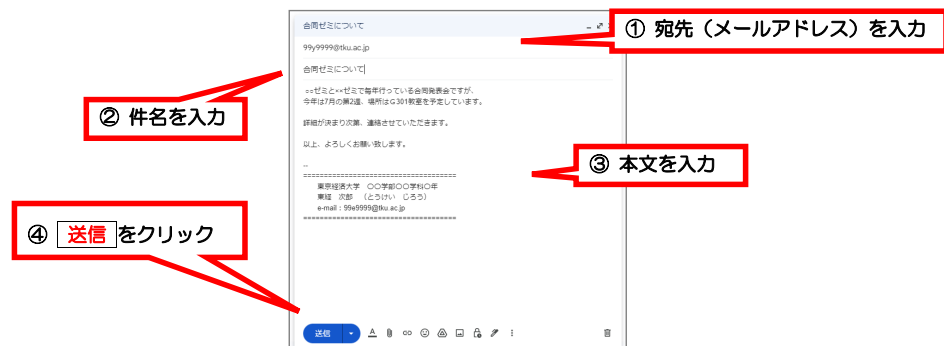 合同ゼミについて
① 宛先（メールアドレス）を入力
99y9999@tku.ac.jp
合同ゼミについて
② 件名を入力
○○ゼミと××ゼミで毎年行っている合同発表会ですが、
今年は7月の第2週、場所はＧ301教室を予定しています。
詳細が決まり次第、連絡させていただきます。
以上、よろしくお願い致します。
③ 本文を入力
--
=====================================
東京経済大学　〇〇学部〇〇学科〇年
東経　次郎　（とうけい　じろう）
e-mail：99e9999@tku.ac.jp
=====================================
④ 送信 をクリック
送信